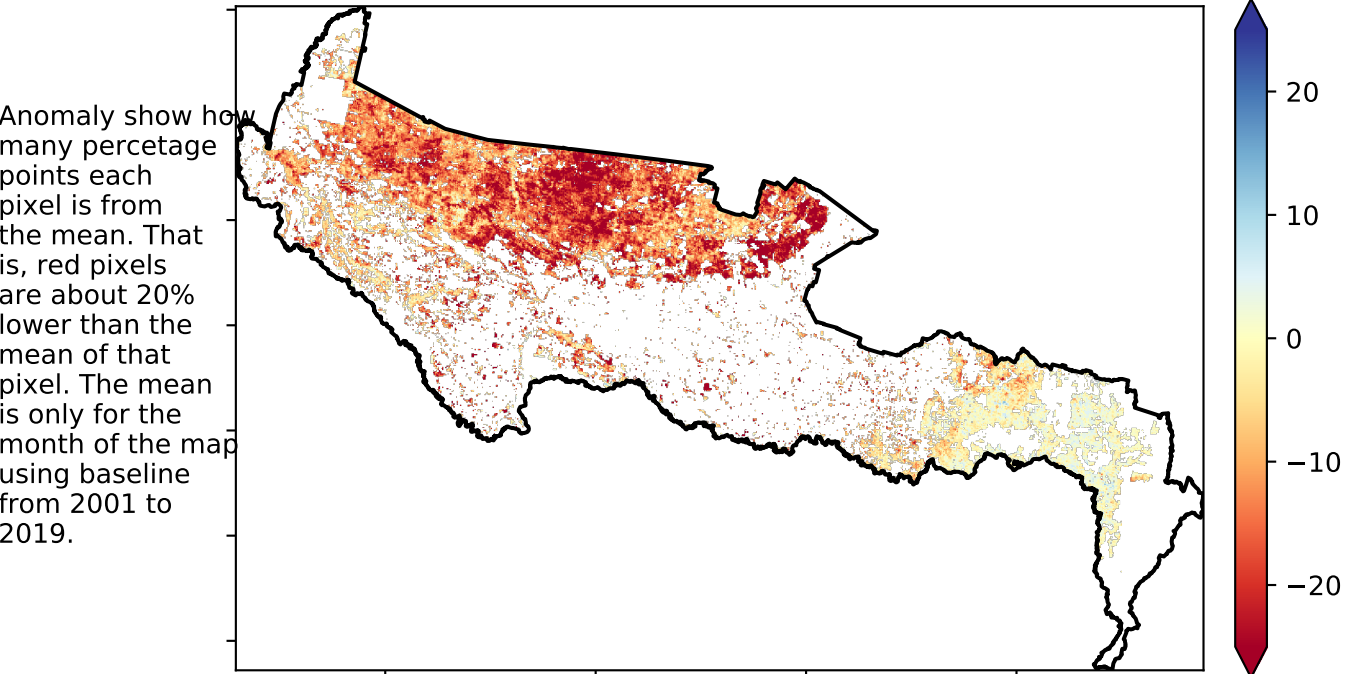 Anomaly show how
many percetage
points each
pixel is from
the mean. That
is, red pixels
are about 20%
lower than the
mean of that
pixel. The mean
is only for the
month of the map
using baseline
from 2001 to
2019.
20
10
0
−10
−20